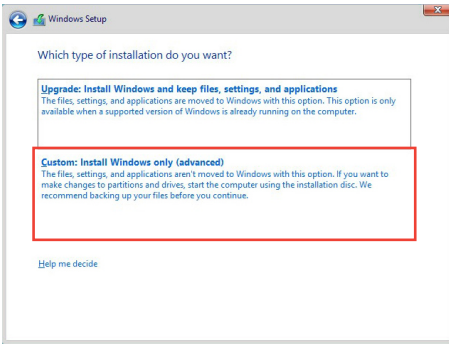 Windows Setup
Which type of installation do you want?
Upgrade: Install Windows and keep files, settings, and applications
The files, settings, and applications are moved to Windows with this option. This option is only
available when a supported version of Windows is already running on the computer.
Custom: Install Windows only (advanced)
The files, settings, and applications aren't moved to Windows with this option. If you want to
make changes to partitions and drives, start the computer using the installation disc. We
recommend backing up your files before you continue.
Help me decide